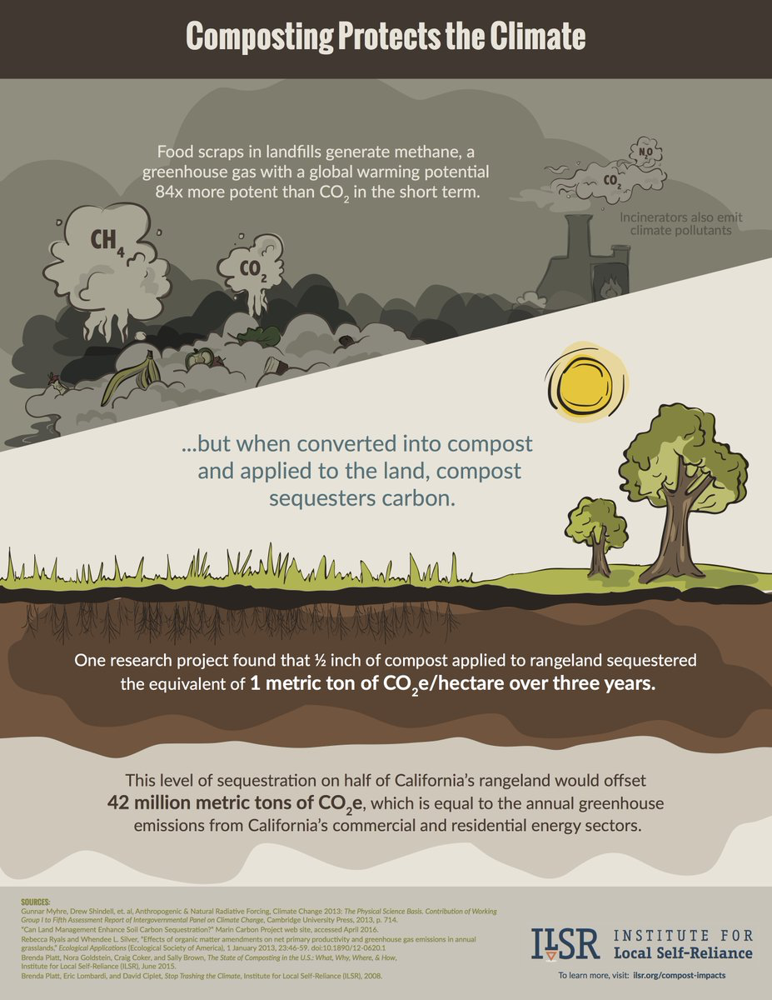 Composting Protects the Climate
Food scraps in landfills generate methane, a
greenhouse gas with a global warming potential
84x more potent than CO₂ in the short term.
N₂O
CO₂
Incinerators also emit
climate pollutants
CH₄
CO₂
...but when converted into compost
and applied to the land, compost
sequesters carbon.
One research project found that ½ inch of compost applied to rangeland sequestered
the equivalent of 1 metric ton of CO₂e/hectare over three years.
This level of sequestration on half of California's rangeland would offset
42 million metric tons of CO₂e, which is equal to the annual greenhouse
emissions from California's commercial and residential energy sectors.
SOURCES:
Gunnar Myhre, Drew Shindell, et. al, Anthropogenic & Natural Radiative Forcing, Climate Change 2013: The Physical Science Basis. Contribution of Working
Group I to Fifth Assessment Report of Intergovernmental Panel on Climate Change, Cambridge University Press, 2013, p. 714.
"Can Land Management Enhance Soil Carbon Sequestration?" Marin Carbon Project web site, accessed April 2016.
Rebecca Ryals and Whendee L. Silver, "Effects of organic matter amendments on net primary productivity and greenhouse gas emissions in annual
grasslands," Ecological Applications (Ecological Society of America), 1 January 2013, 23:46-59. doi:10.1890/12-0620.1
Brenda Platt, Nora Goldstein, Craig Coker, and Sally Brown, The State of Composting in the U.S.: What, Why, Where, & How,
Institute for Local Self-Reliance (ILSR), June 2015.
Brenda Platt, Eric Lombardi, and David Ciplet, Stop Trashing the Climate, Institute for Local Self-Reliance (ILSR), 2008.
ILSR
INSTITUTE FOR
Local Self-Reliance
To learn more, visit: ilsr.org/compost-impacts